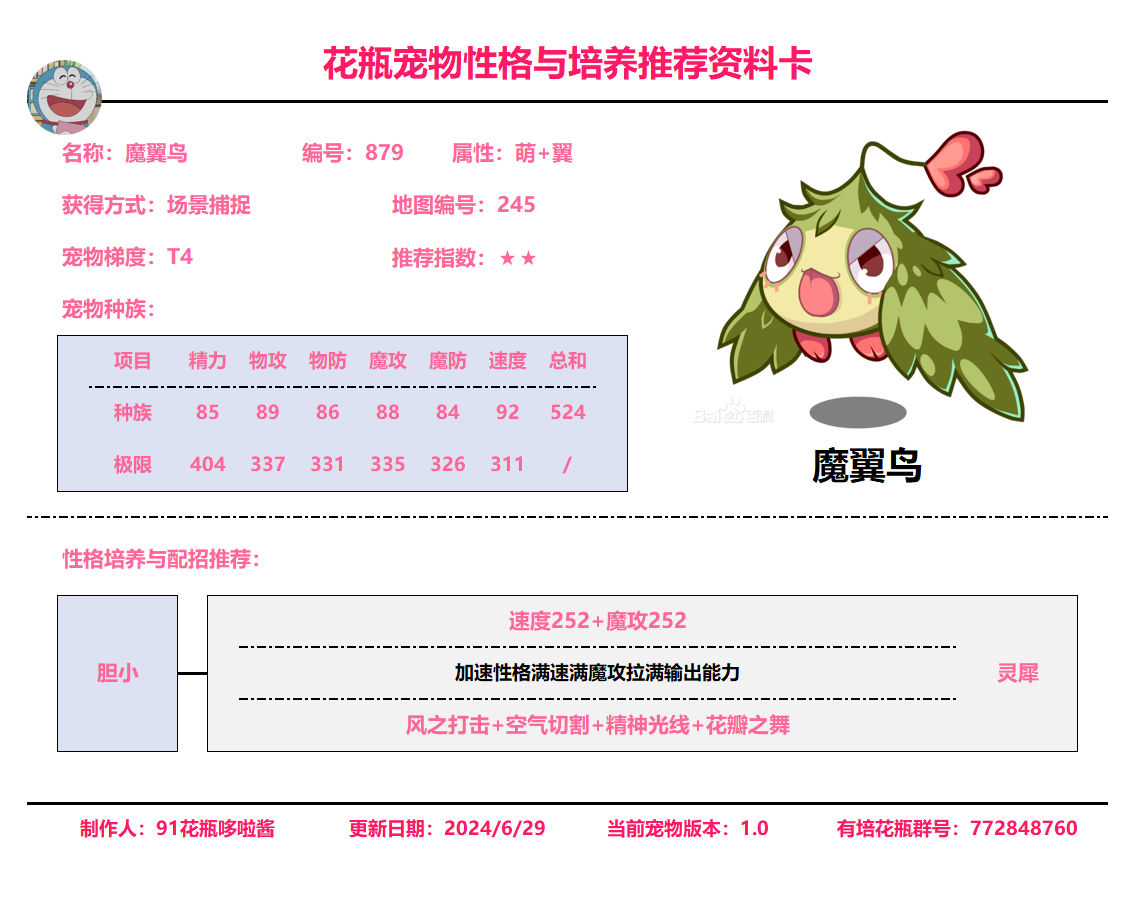 花瓶宠物性格与培养推荐资料卡
名称：魔翼鸟 编号：879 属性：萌+翼
获得方式：场景捕捉 地图编号：245
宠物梯度：T4 推荐指数：★★
宠物种族：
项目 精力 物攻 物防 魔攻 魔防 速度 总和
种族 85 89 86 88 84 92 524
极限 404 337 331 335 326 311 /
Bai 百科
魔翼鸟
性格培养与配招推荐：
速度252+魔攻252
胆小 加速性格满速满魔攻拉满输出能力 灵犀
风之打击+空气切割+精神光线+花瓣之舞
制作人：91花瓶哆啦酱 更新日期：2024/6/29 当前宠物版本：1.0 有培花瓶群号：772848760